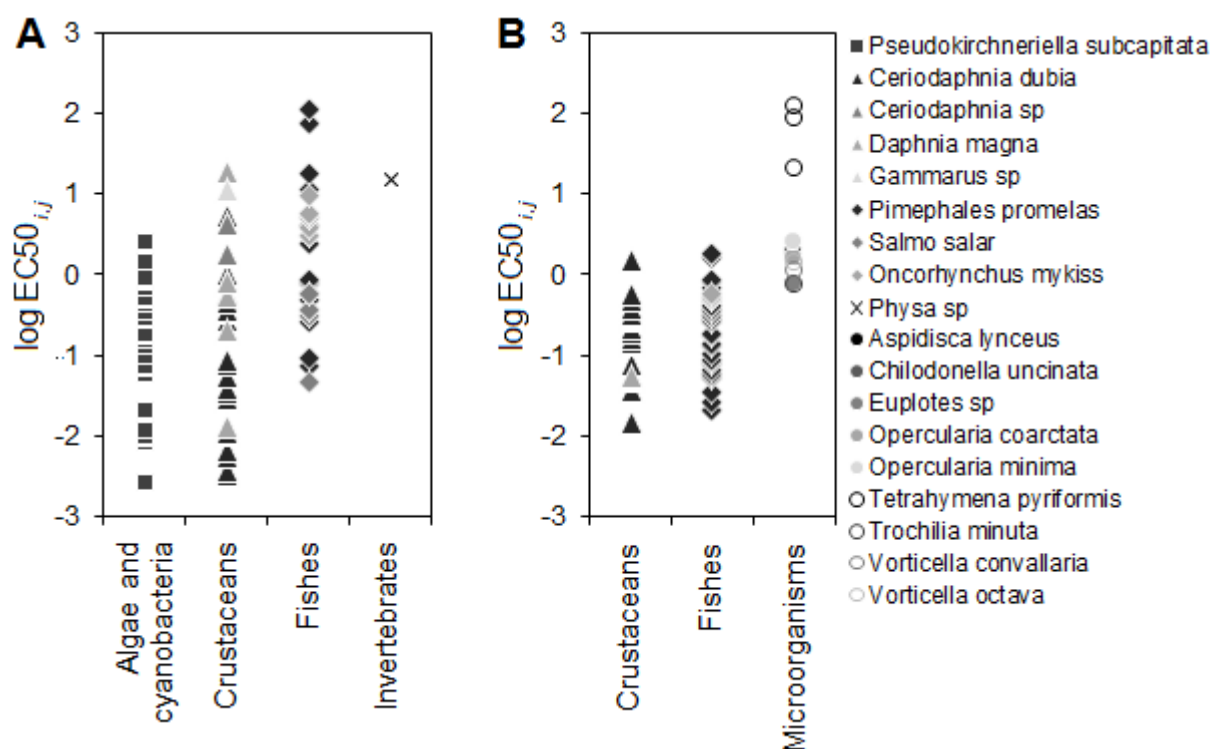 A
log EC50i,j
3
2
1
0
-1
-2
-3
Algae and
cyanobacteria
Crustaceans
Fishes
Invertebrates
B
log EC50i,j
3
2
1
0
-1
-2
-3
Crustaceans
Fishes
Microorganisms
Pseudokirchneriella subcapitata
Ceriodaphnia dubia
Ceriodaphnia sp
Daphnia magna
Gammarus sp
Pimephales promelas
Salmo salar
Oncorhynchus mykiss
Physa sp
Aspidisca lynceus
Chilodonella uncinata
Euplotes sp
Opercularia coarctata
Opercularia minima
Tetrahymena pyriformis
Trochilia minuta
Vorticella convallaria
Vorticella octava